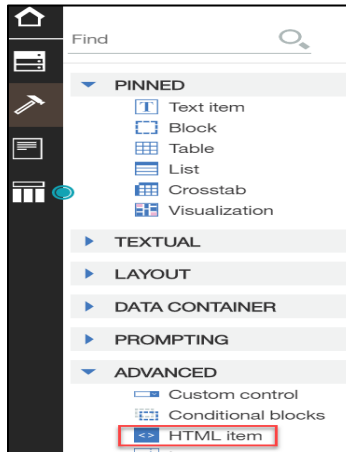 Find
PINNED
Text item
Block
Table
List
Crosstab
Visualization
TEXTUAL
LAYOUT
DATA CONTAINER
PROMPTING
ADVANCED
Custom control
Conditional blocks
HTML item